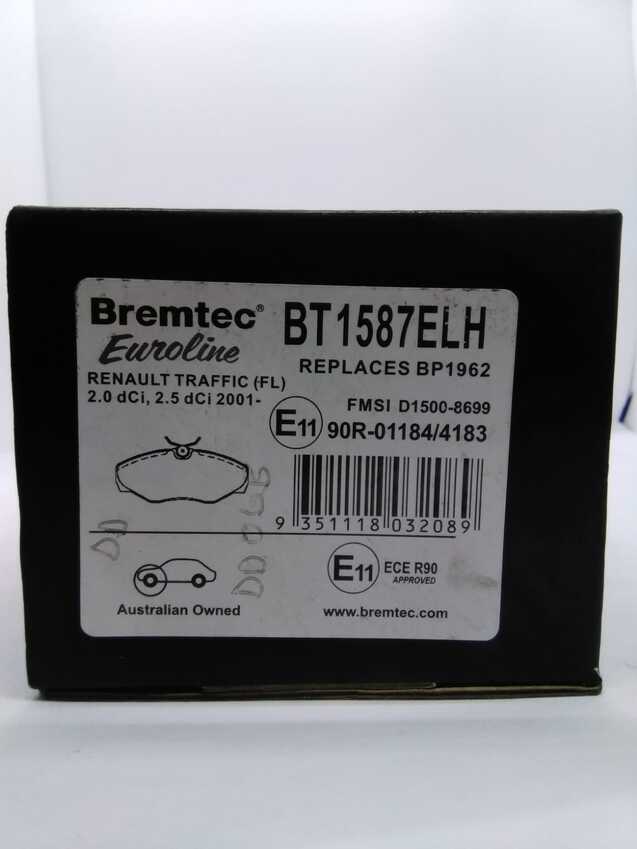 Bremtec®
Euroline
BT1587ELH
REPLACES BP1962
RENAULT TRAFFIC (FL)
2.0 dCi, 2.5 dCi 2001-
FMSI D1500-8699
E11 90R-01184/4183
9 351118 032089
DD
E11 ECE R90
APPROVED
Australian Owned
www.bremtec.com